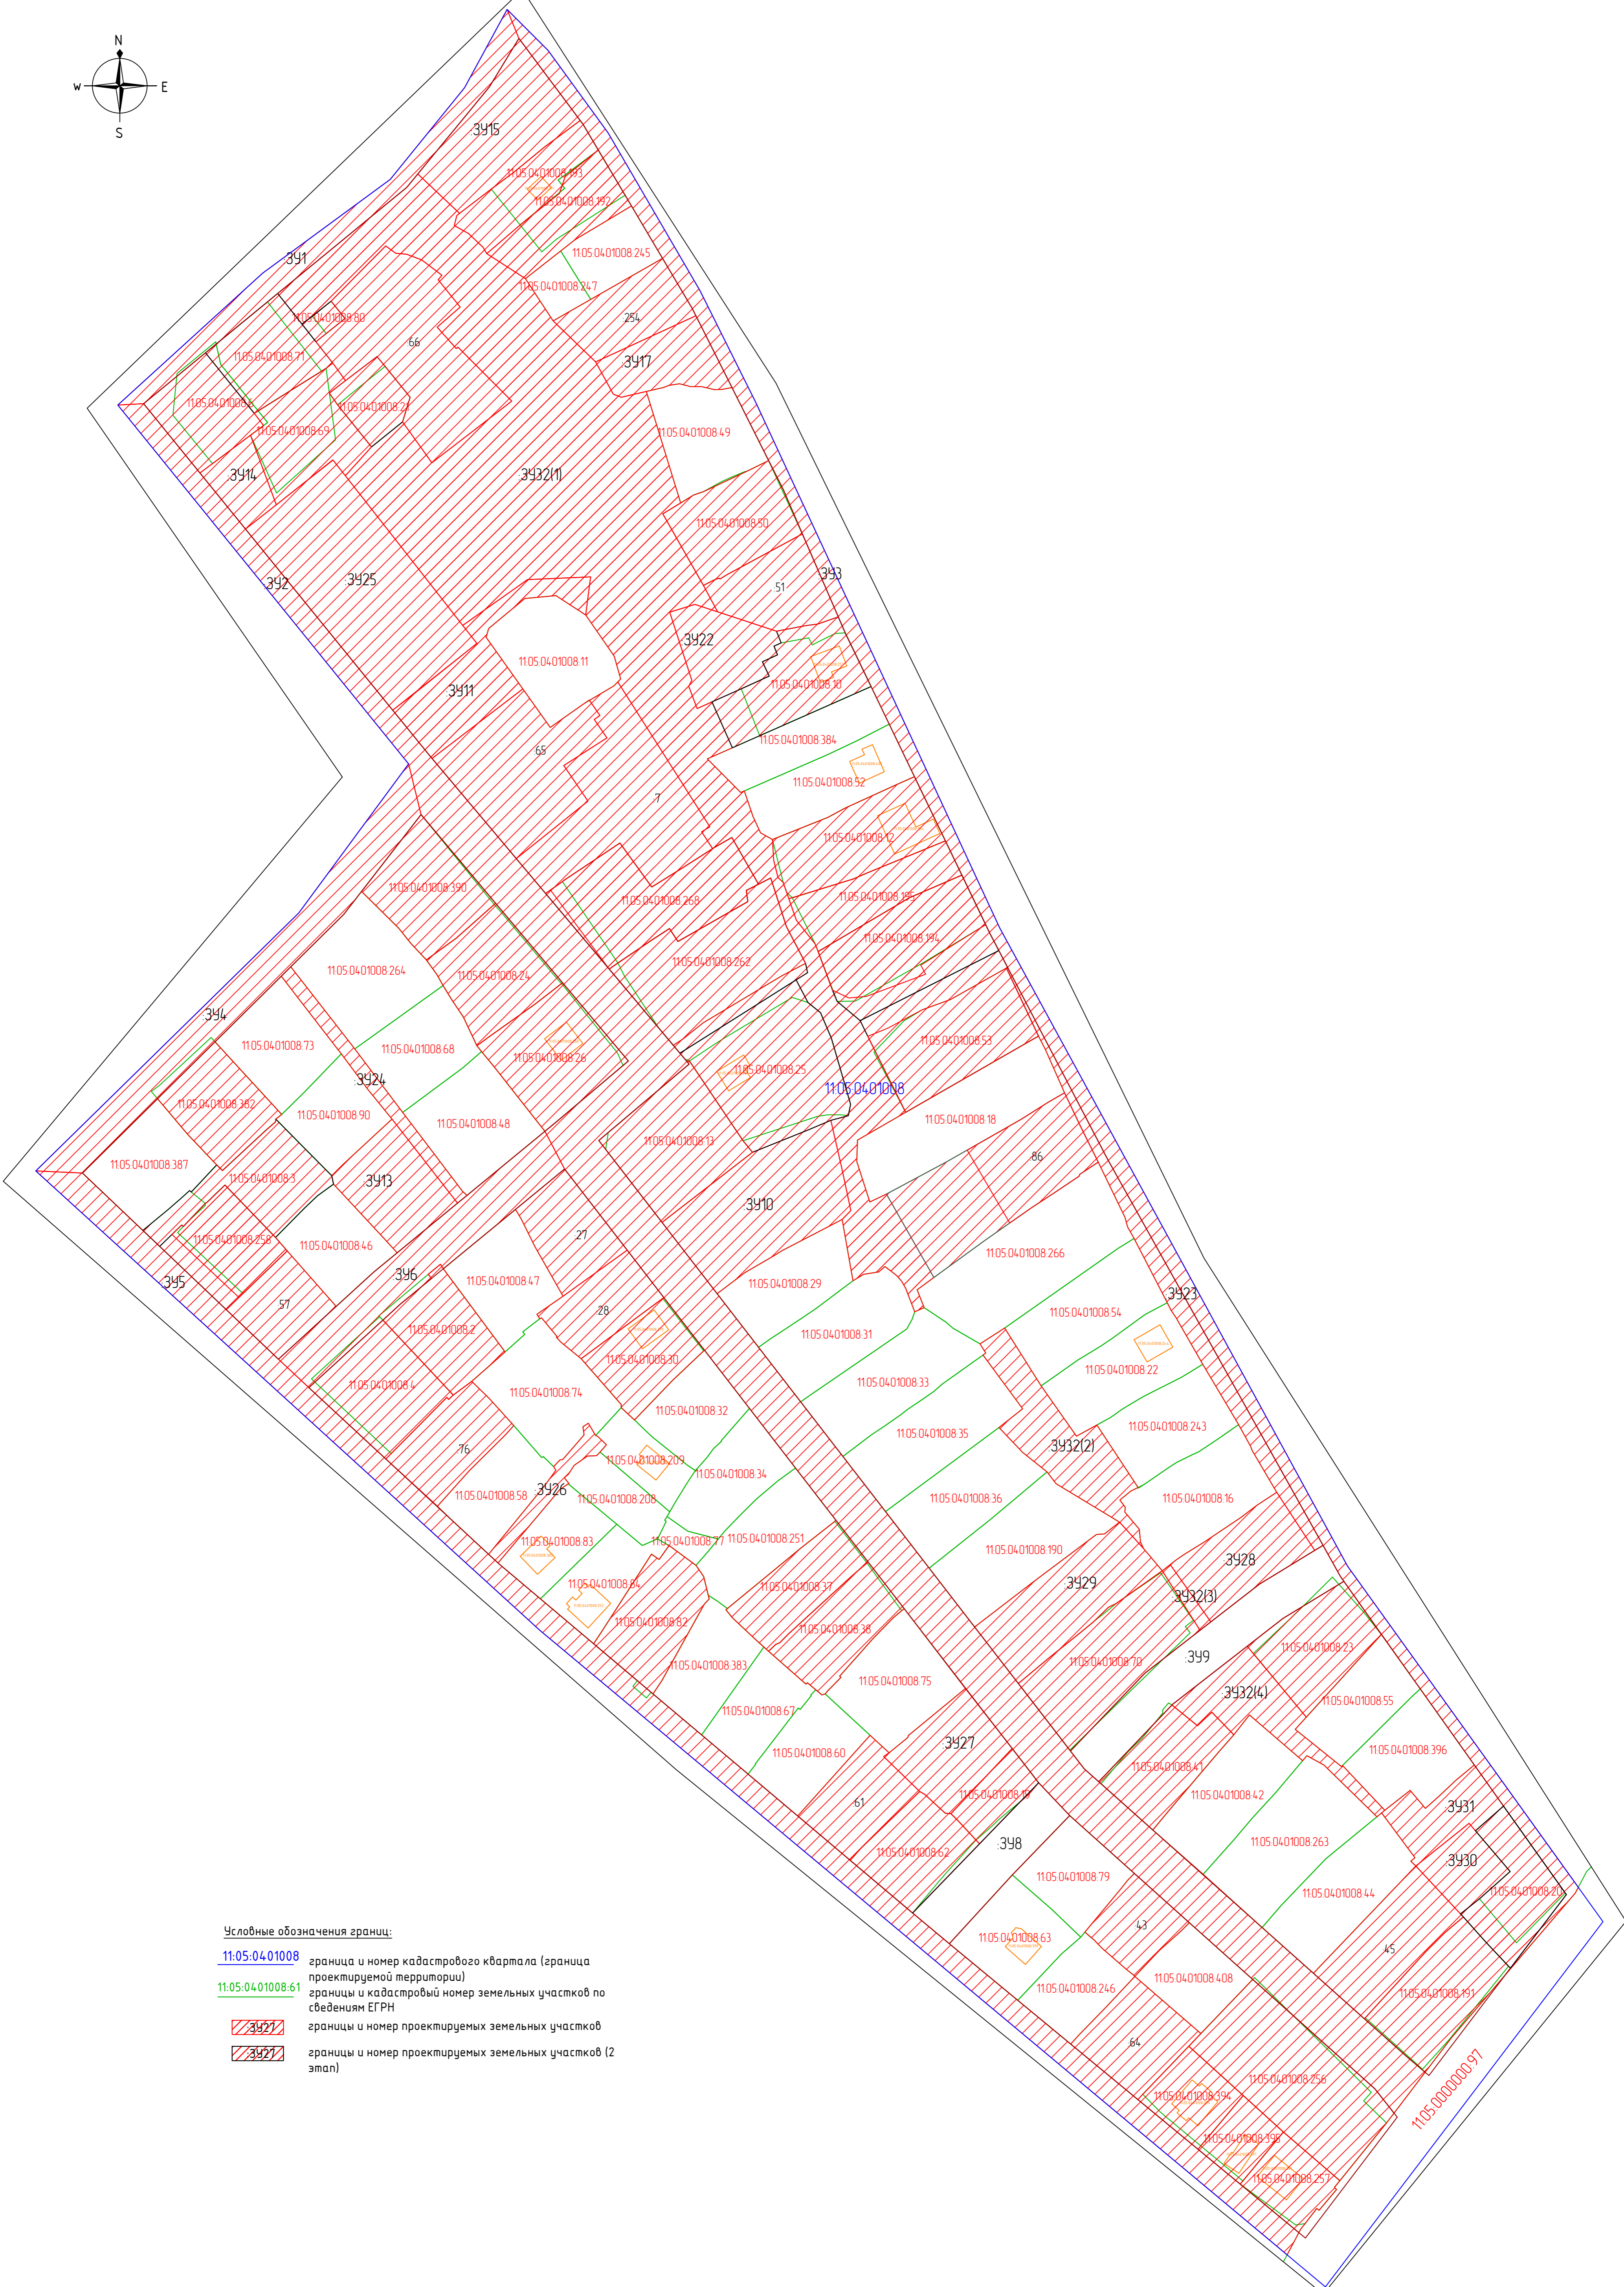 N
w
E
S
:ЗУ15
11:05:0401008:193
11:05:0401008:192
:ЗУ1
11:05:0401008:245
11:05:0401008:247
11:05:0401008:80
:254
:66
11:05:0401008:71
:ЗУ17
11:05:0401008:21
11:05:0401008:69
11:05:0401008:49
:ЗУ14
:ЗУ32(1)
11:05:0401008:50
:ЗУ2
:ЗУ25
:ЗУ3
:51
:ЗУ22
11:05:0401008:11
:ЗУ11
11:05:0401008:10
11:05:0401008:384
:65
11:05:0401008:52
:7
11:05:0401008:12
11:05:0401008:390
11:05:0401008:195
11:05:0401008:268
11:05:0401008:194
11:05:0401008:262
11:05:0401008:264
11:05:0401008:24
:ЗУ4
11:05:0401008:53
11:05:0401008:73
11:05:0401008:68
11:05:0401008:26
11:05:0401008:25
:ЗУ24
11:05:0401008
11:05:0401008:382
11:05:0401008:90
11:05:0401008:48
11:05:0401008:18
11:05:0401008:13
:86
11:05:0401008:387
11:05:0401008:3
:ЗУ13
:ЗУ10
11:05:0401008:258
11:05:0401008:46
:27
11:05:0401008:266
:ЗУ5
:ЗУ6
11:05:0401008:47
11:05:0401008:29
:ЗУ23
:57
:28
11:05:0401008:54
11:05:0401008:2
11:05:0401008:31
11:05:0401008:30
11:05:0401008:22
11:05:0401008:4
11:05:0401008:74
11:05:0401008:33
11:05:0401008:32
11:05:0401008:243
11:05:0401008:35
:76
:ЗУ32(2)
11:05:0401008:209
11:05:0401008:34
:ЗУ26
11:05:0401008:58
11:05:0401008:208
11:05:0401008:36
11:05:0401008:16
11:05:0401008:83
11:05:0401008:77
11:05:0401008:251
11:05:0401008:190
:ЗУ28
11:05:0401008:84
11:05:0401008:37
:ЗУ29
:ЗУ32(3)
11:05:0401008:82
11:05:0401008:38
11:05:0401008:23
:ЗУ9
11:05:0401008:383
11:05:0401008:70
11:05:0401008:75
:ЗУ32(4)
11:05:0401008:55
11:05:0401008:67
:ЗУ27
11:05:0401008:60
11:05:0401008:396
11:05:0401008:41
11:05:0401008:19
11:05:0401008:42
:61
:ЗУ31
:ЗУ8
11:05:0401008:263
11:05:0401008:62
:ЗУ30
11:05:0401008:79
11:05:0401008:44
11:05:0401008:20
:43
11:05:0401008:63
:45
11:05:0401008:408
11:05:0401008:246
11:05:0401008:191
:64
11:05:0401008:256
11:05:0000000:97
11:05:0401008:394
11:05:0401008:395
11:05:0401008:257
Условные обозначения границ:
11:05:0401008
граница и номер кадастрового квартала (граница
проектируемой территории)
11:05:0401008:61
границы и кадастровый номер земельных участков по
сведениям ЕГРН
:ЗУ27
границы и номер проектируемых земельных участков
:ЗУ27
границы и номер проектируемых земельных участков (2
этап)